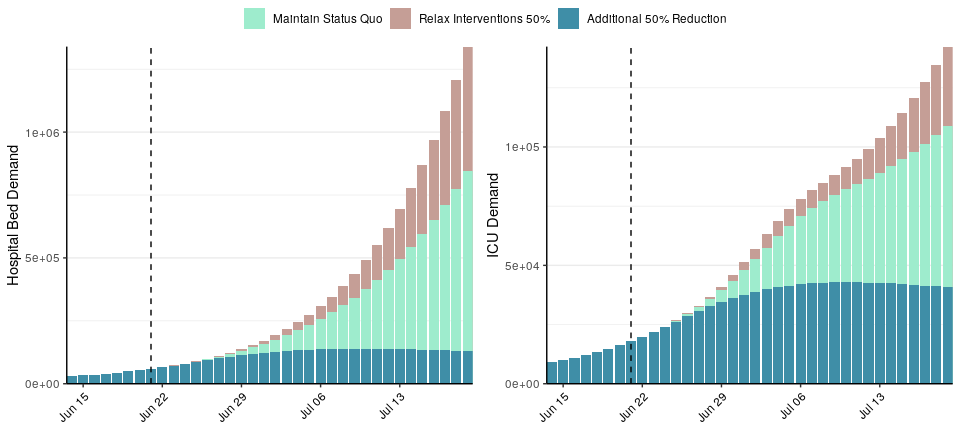 Maintain Status Quo Relax Interventions 50% Additional 50% Reduction
Hospital Bed Demand
1e+06
5e+05
0e+00
Jun 15 Jun 22 Jun 29 Jul 06 Jul 13
ICU Demand
1e+05
5e+04
0e+00
Jun 15 Jun 22 Jun 29 Jul 06 Jul 13